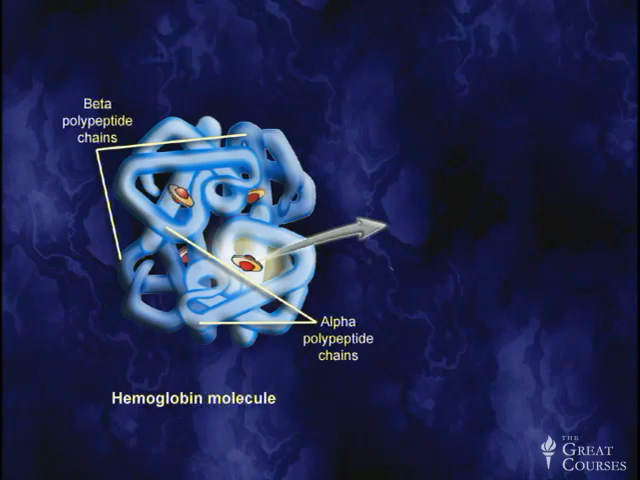 Beta
polypeptide
chains
Alpha
polypeptide
chains
Hemoglobin molecule
THE
GREAT
COURSES